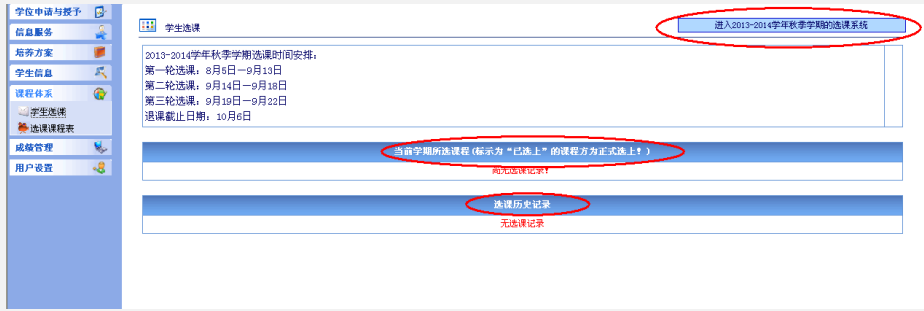 学位申请与授予
信息服务
培养方案
学生信息
课程体系
学生选课
选课课程表
成绩管理
用户设置
学生选课
进入2013-2014学年秋季学期的选课系统
2013-2014学年秋季学期选课时间安排:
第一轮选课: 8月5日-9月13日
第二轮选课: 9月14日-9月18日
第三轮选课: 9月19日-9月22日
退课截止日期: 10月6日
当前学期所选课程(标示为“已选上”的课程方为正式选上!)
尚无选课记录!
选课历史记录
无选课记录